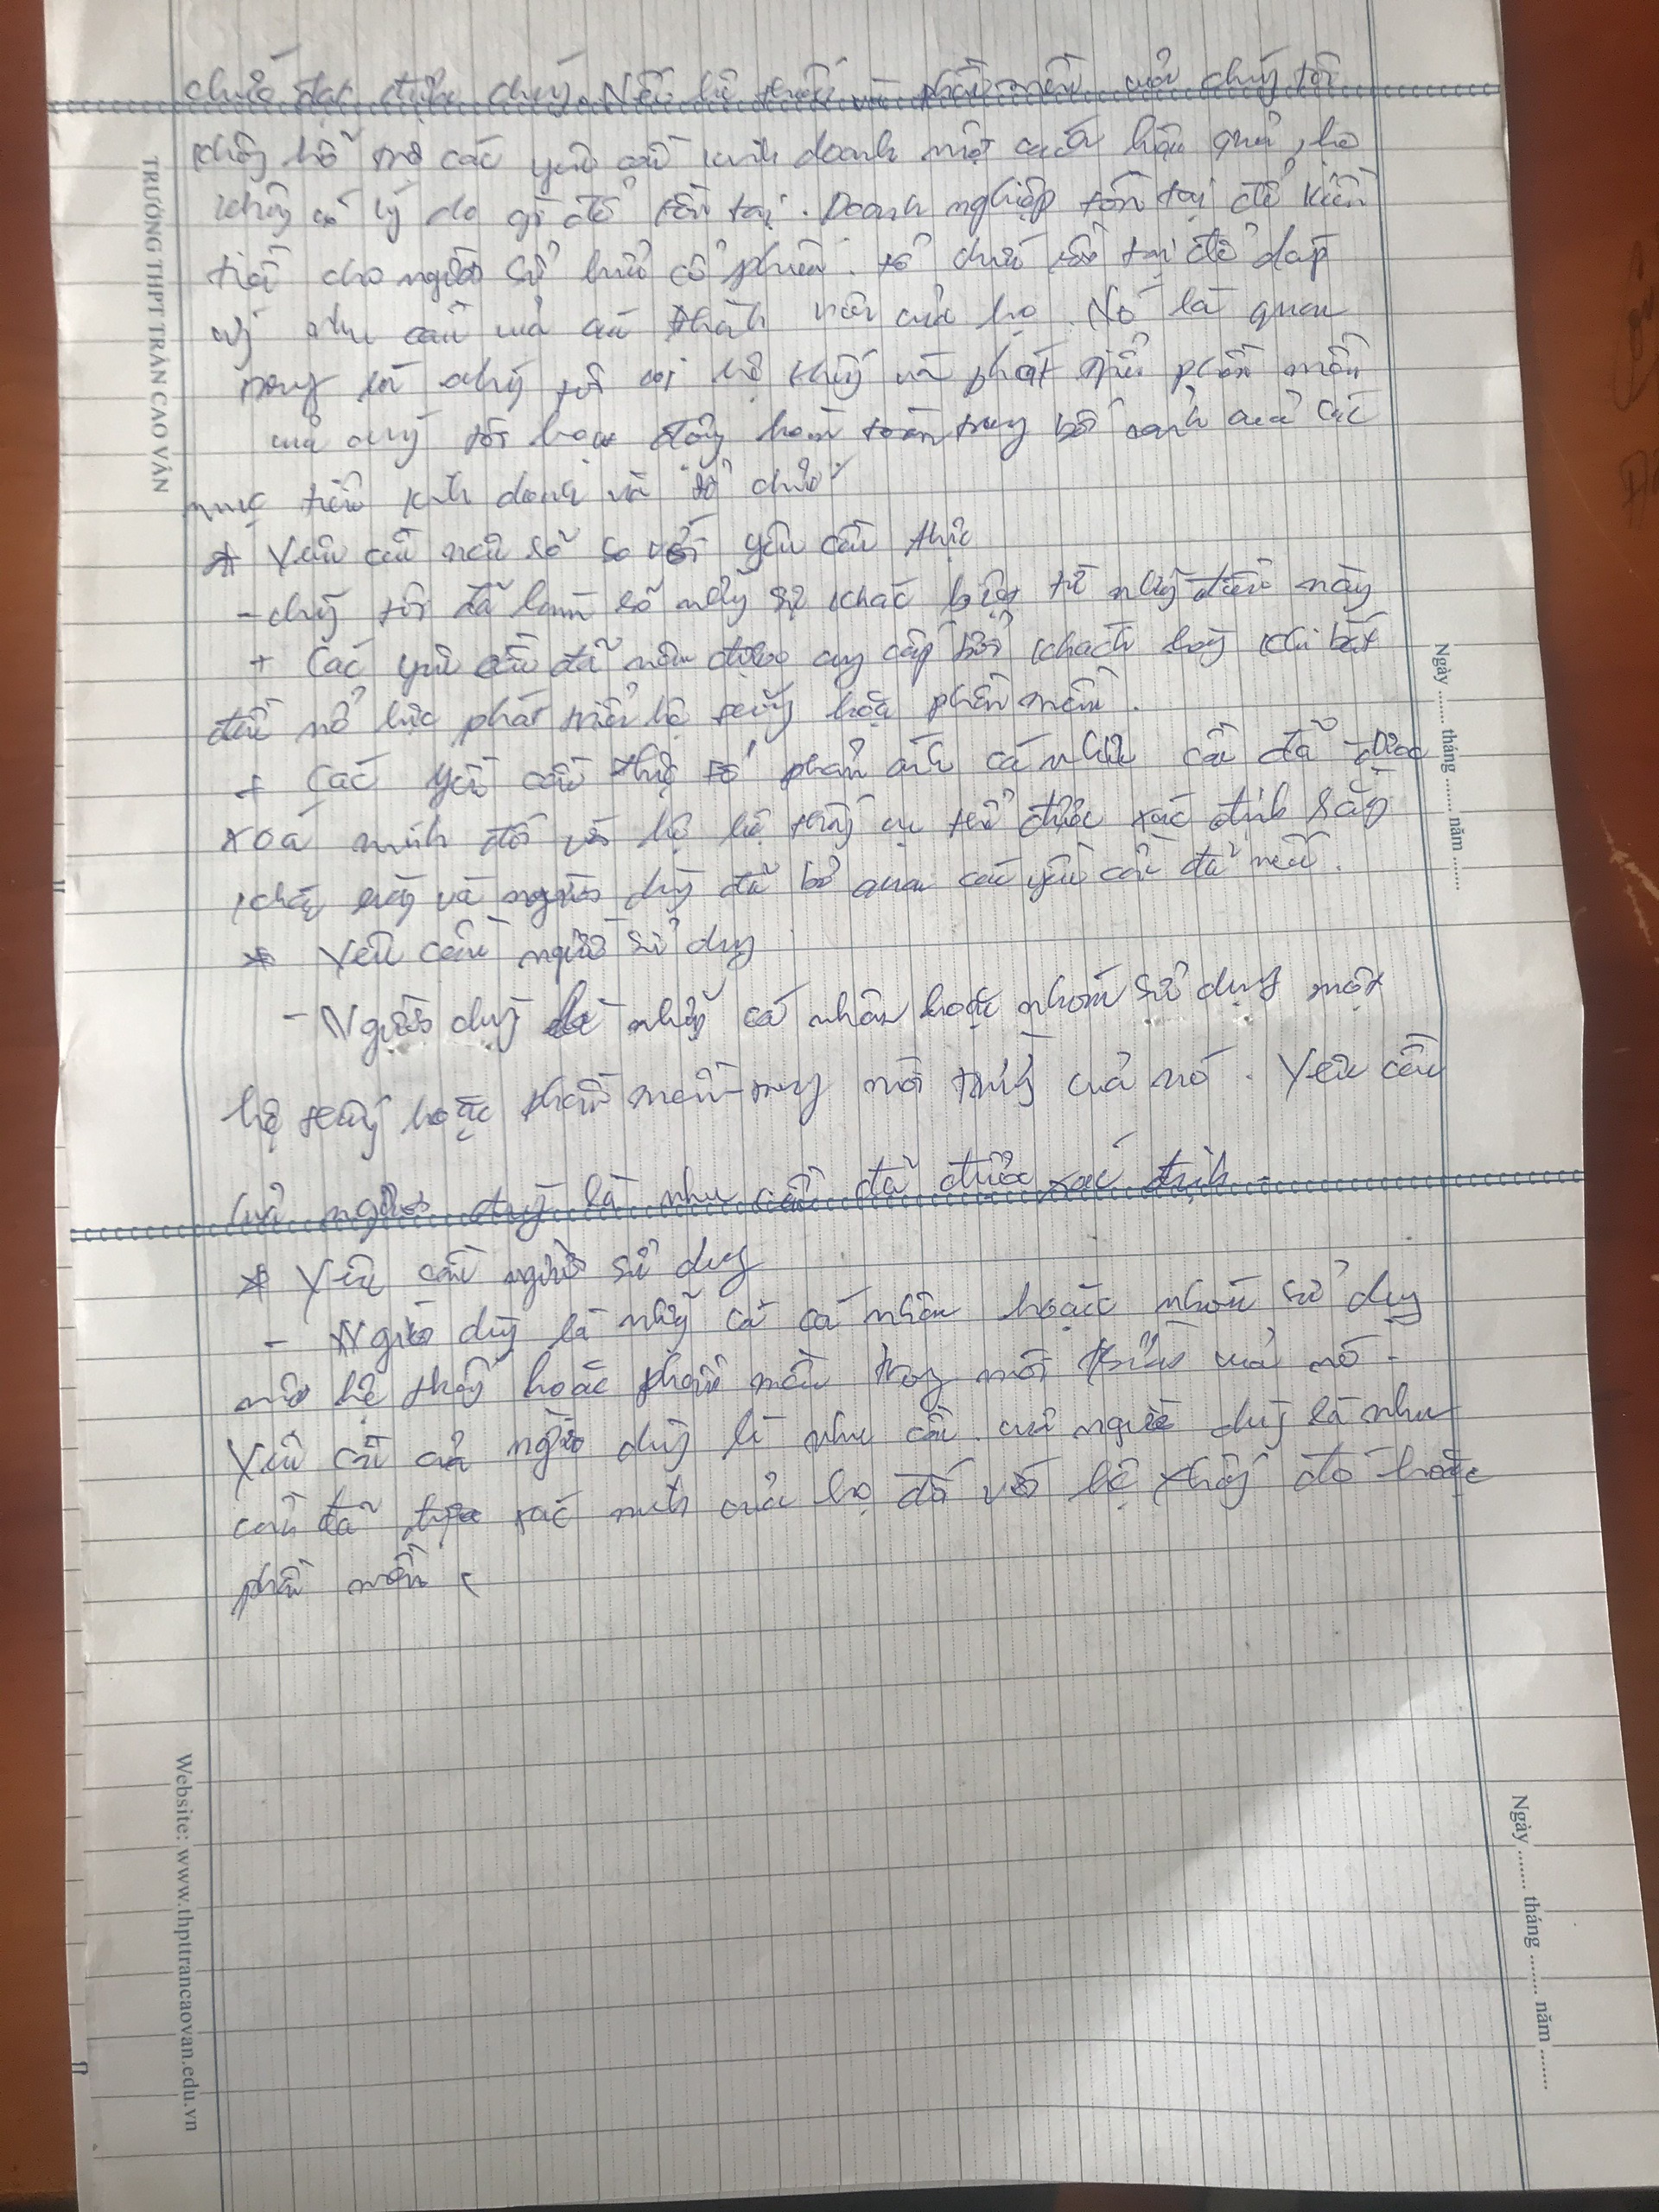 chức đạt được chúng. Nếu hệ thống và phần mềm của chúng tôi
không hỗ trợ các yêu cầu kinh doanh một cách hiệu quả, họ
không có lý do gì để tồn tại. Doanh nghiệp tồn tại để kiếm
tiền cho người sở hữu cổ phiếu. tổ chức tồn tại để đáp
ứng nhu cầu của các thành viên của họ. Nó là quan
trọng là chúng tôi coi hệ thống và phát triển phần mềm
của chúng tôi hoạt động hoàn toàn trong bối cảnh của các
mục tiêu kinh doanh và tổ chức
* Yêu cầu nêu số so với yêu cầu thực
- chúng tôi đã làm rõ mấy sự khác biệt từ những điều này
+ Các yêu cầu đã nêu được cung cấp bởi khách hàng khi bắt
đầu nổ lực phát triển hệ thống hoặc phần mềm.
+ Các yêu cầu thực tế phản ánh các nhu cầu đã được
xoá minh đối với hệ hệ thống cụ thể được xác định rằng
khách hàng và người dùng đã bỏ qua các yêu cầu đã nêu.
* Yêu cầu người sử dụng
- Người dùng là những cá nhân hoặc nhóm sử dụng một
hệ thống hoặc phần mềm trong môi trường của nó. Yêu cầu
của người dùng là nhu cầu đã được xác định.
* Yêu cầu người sử dụng
- Người dùng là những cá cá nhân hoặc nhóm sử dụng
một hệ thống hoặc phần mềm trong môi trường của nó.
Yêu cầu của người dùng là nhu cầu. của người dùng là nhu
cầu đã được xác minh của họ đối với hệ thống đó hoặc
phần mềm.
TRƯỜNG THPT TRẦN CAO VÂN
Ngày ....... tháng ....... năm .......
Website: www.thpttrancaovan.edu.vn
Ngày ....... tháng ....... năm .......